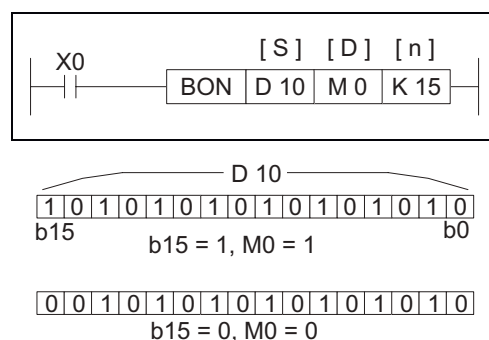 [ S ] [ D ] [ n ]
X0
BON D 10 M 0 K 15
D 10
1 0 1 0 1 0 1 0 1 0 1 0 1 0 1 0
b15 b0
b15 = 1, M0 = 1
0 0 1 0 1 0 1 0 1 0 1 0 1 0 1 0
b15 = 0, M0 = 0